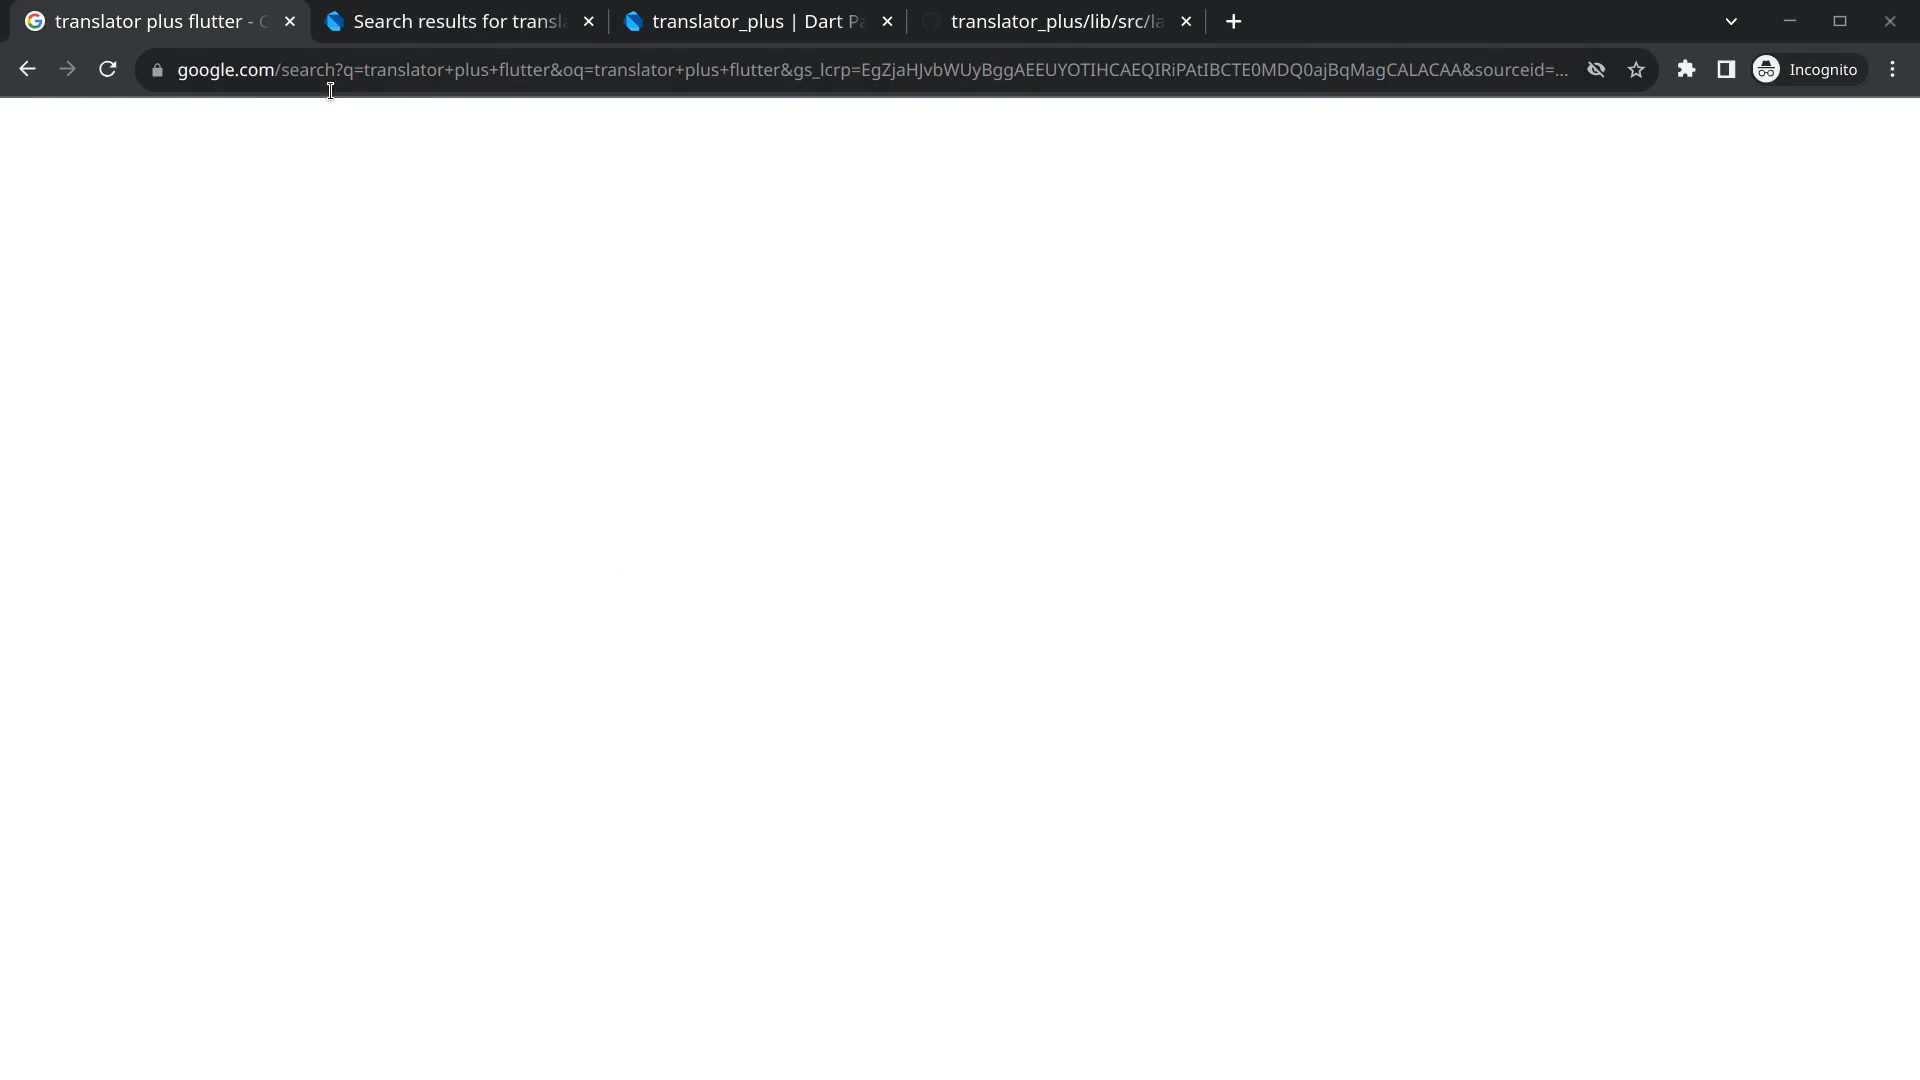 translator plus flutter -
Search results for transl
translator_plus | Dart Pa
translator_plus/lib/src/la
google.com/search?q=translator+plus+flutter&oq=translator+plus+flutter&gs_lcrp=EgZjaHJvbWUyBggAEEUYOTIHCAEQIRiPAtIBCTE0MDQ0ajBqMagCALACAA&sourceid=...
Incognito